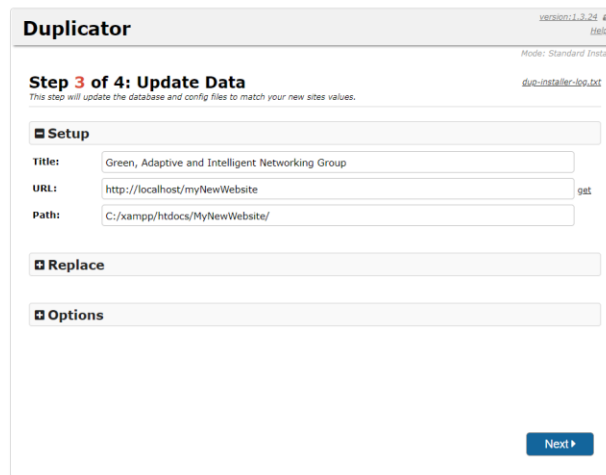 Duplicator
version:1.3.24
Help
Mode: Standard Insta
Step 3 of 4: Update Data
dup-installer-log.txt
This step will update the database and config files to match your new sites values.
Setup
Title: Green, Adaptive and Intelligent Networking Group
URL: http://localhost/myNewWebsite get
Path: C:/xampp/htdocs/MyNewWebsite/
Replace
Options
Next